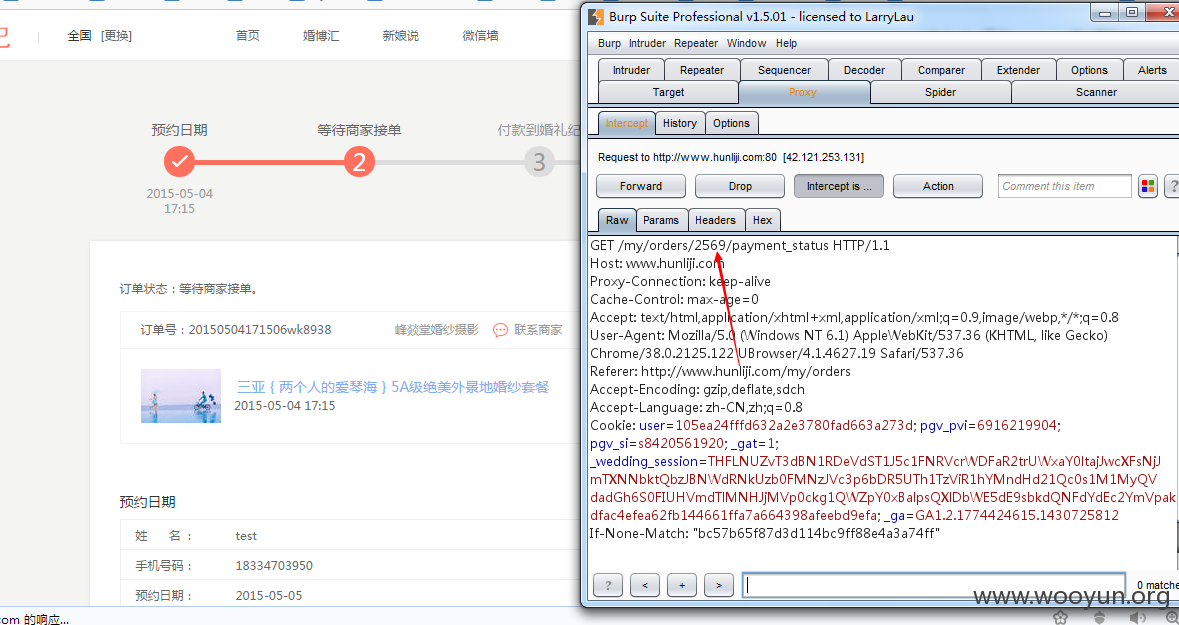 全国 [更换] 首页 婚博汇 新娘说 微信墙
预约日期 等待商家接单 付款到婚礼纪
2 3
2015-05-04
17:15
订单状态：等待商家接单。
订单号：20150504171506wk8938 峰燚堂婚纱摄影 联系商家
三亚 { 两个人的爱琴海 } 5A级绝美外景地婚纱套餐
2015-05-04 17:15
预约日期
姓 名： test
手机号码： 18334703950
预约日期： 2015-05-05
com 的响应...
Burp Suite Professional v1.5.01 - licensed to LarryLau
Burp Intruder Repeater Window Help
Intruder Repeater Sequencer Decoder Comparer Extender Options Alerts
Target Proxy Spider Scanner
Intercept History Options
Request to http://www.hunliji.com:80 [42.121.253.131]
Forward Drop Intercept is ... Action Comment this item ?
Raw Params Headers Hex
GET /my/orders/2569/payment_status HTTP/1.1
Host: www.hunliji.com
Proxy-Connection: keep-alive
Cache-Control: max-age=0
Accept: text/html,application/xhtml+xml,application/xml;q=0.9,image/webp,*/*;q=0.8
User-Agent: Mozilla/5.0 (Windows NT 6.1) AppleWebKit/537.36 (KHTML, like Gecko)
Chrome/38.0.2125.122 UBrowser/4.1.4627.19 Safari/537.36
Referer: http://www.hunliji.com/my/orders
Accept-Encoding: gzip,deflate,sdch
Accept-Language: zh-CN,zh;q=0.8
Cookie: user=105ea24fffd632a2e3780fad663a273d; pgv_pvi=6916219904;
pgv_si=s8420561920; _gat=1;
_wedding_session=THFLNUZvT3dBN1RDeVdST1J5c1FNRVcrWDFaR2trUWxaY0ltajJwcXFsNjJ
mTXNNbktQbzJBNWdRNkUzb0FMNzJVc3p6bDR5UTh1TzViR1hYMndHd21Qc0s1M1MyQV
dadGh6S0FIUHVmdTlMNHJjMVp0ckg1QWZpY0xBalpsQXlDbWE5dE9sbkdQNFdYdEc2YmVpak
dfac4efea62fb144661ffa7a664398afeebd9efa; _ga=GA1.2.1774424615.1430725812
If-None-Match: "bc57b65f87d3d114bc9ff88e4a3a74ff"
? < + > 0 matche
www.wooyun.org